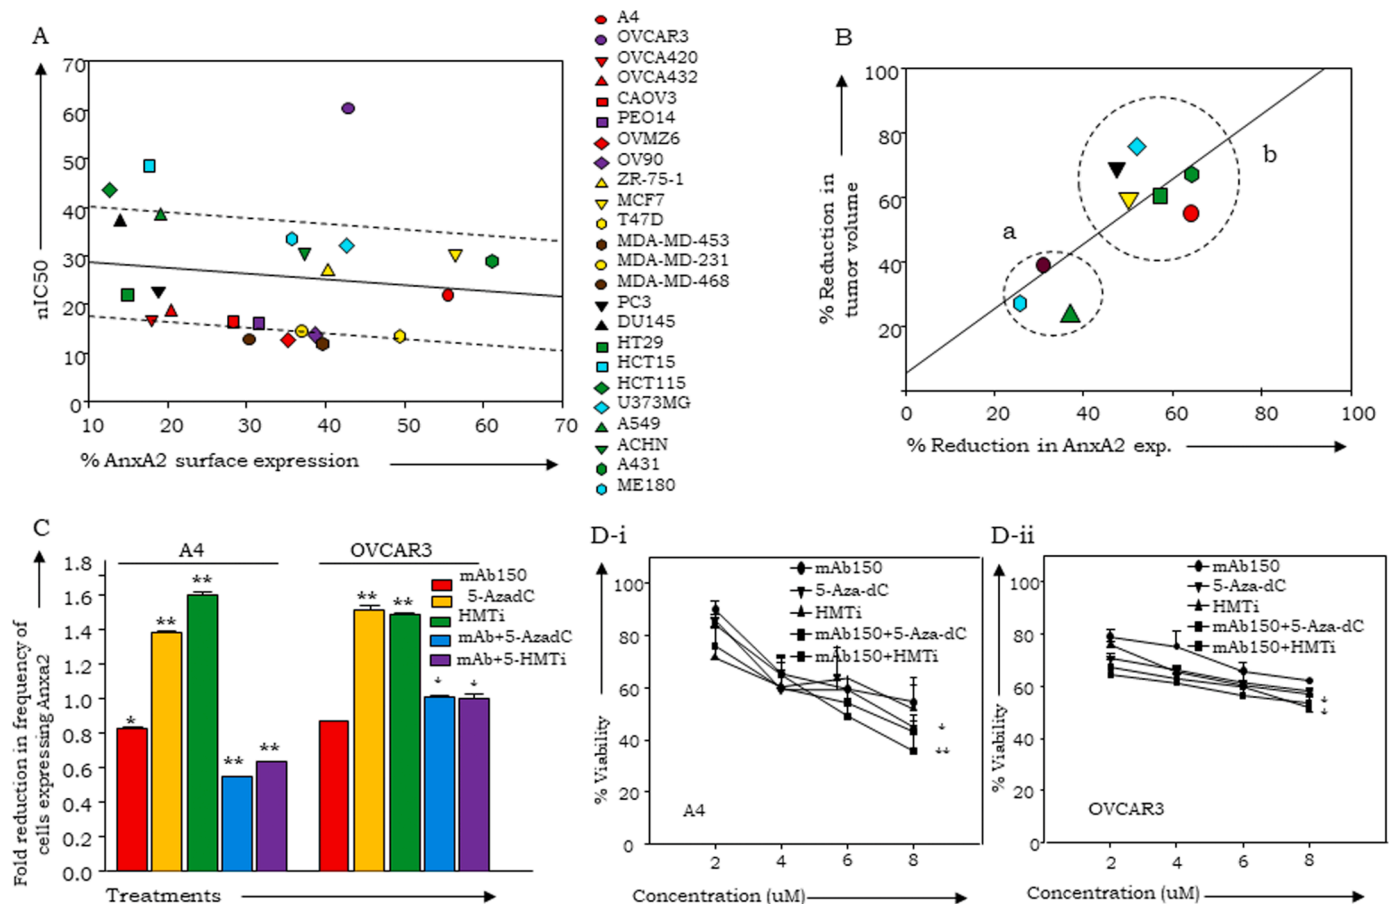 A
nIC50
70
60
50
40
30
20
10
0
10 20 30 40 50 60 70
% AnxA2 surface expression
A4
OVCAR3
OVCA420
OVCA432
CAOV3
PEO14
OVMZ6
OV90
ZR-75-1
MCF7
T47D
MDA-MD-453
MDA-MD-231
MDA-MD-468
PC3
DU145
HT29
HCT15
HCT115
U373MG
A549
ACHN
A431
ME180
B
% Reduction in
tumor volume
100
80
60
40
20
a
b
0 20 40 60 80 100
% Reduction in AnxA2 exp.
C
Fold reduction in frequency of
cells expressing Anxa2
A4 OVCAR3
1.8
1.6
1.4
1.2
1.0
0.8
0.6
0.4
0.2
0.0
* ** ** ** **
** ** * *
mAb150
5-AzadC
HMTi
mAb+5-AzadC
mAb+5-HMTi
Treatments
D-i
% Viability
100
80
60
40
20
0
mAb150
5-Aza-dC
HMTi
mAb150+5-Aza-dC
mAb150+HMTi
*
**
A4
2 4 6 8
Concentration (uM)
D-ii
% Viability
100
80
60
40
20
0
mAb150
5-Aza-dC
HMTi
mAb150+5-Aza-dC
mAb150+HMTi
*
*
OVCAR3
2 4 6 8
Concentration (uM)